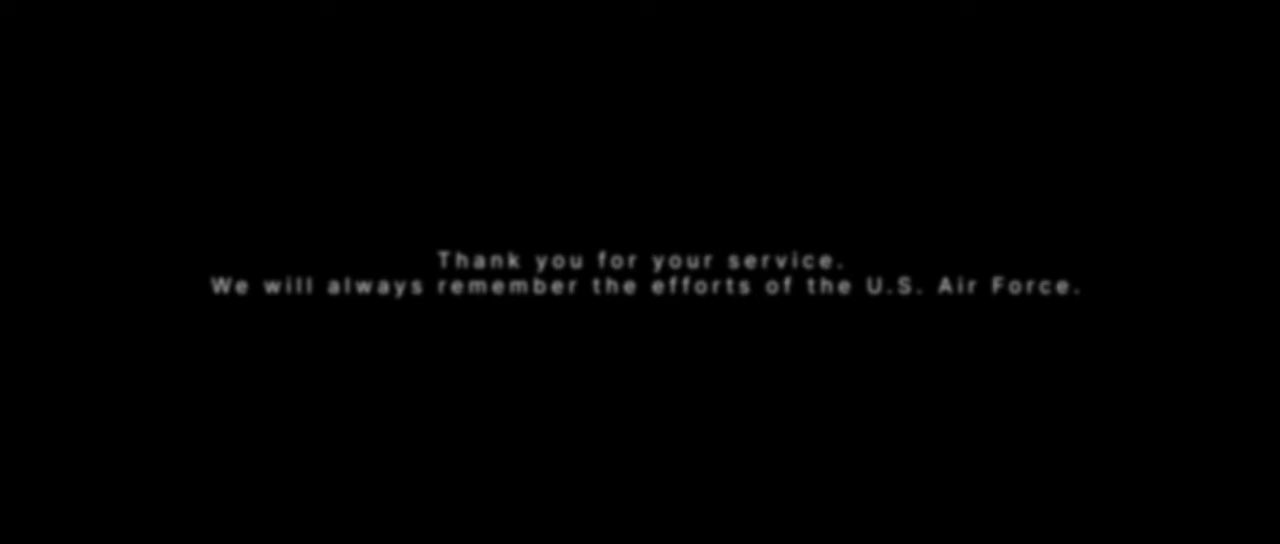 Thank you for your service.
We will always remember the efforts of the U.S. Air Force.